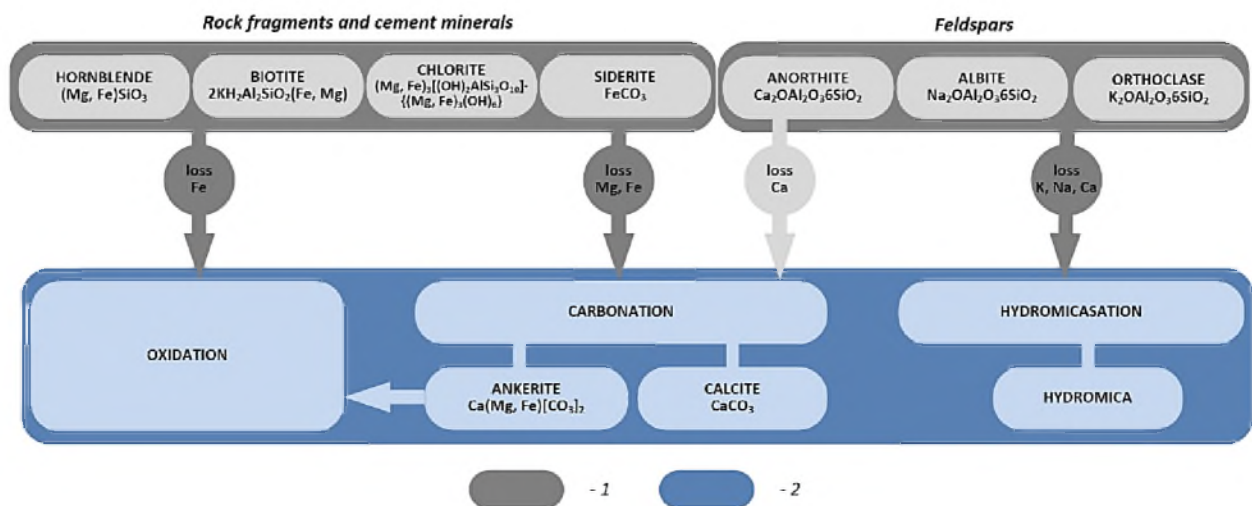 Rock fragments and cement minerals
Feldspars
HORNBLENDE
(Mg, Fe)SiO₃
BIOTITE
2KH₂Al₂SiO₂(Fe, Mg)
CHLORITE
(Mg, Fe)₃[(OH)₂AlSi₃O₁₀]·
{(Mg, Fe)₃(OH)₆}
SIDERITE
FeCO₃
ANORTHITE
Ca₂OAl₂O₃6SiO₂
ALBITE
Na₂OAl₂O₃6SiO₂
ORTHOCLASE
K₂OAl₂O₃6SiO₂
loss
Fe
loss
Mg, Fe
loss
Ca
loss
K, Na, Ca
OXIDATION
CARBONATION
HYDROMICASATION
ANKERITE
Ca(Mg, Fe)[CO₃]₂
CALCITE
CaCO₃
HYDROMICA
- 1
- 2